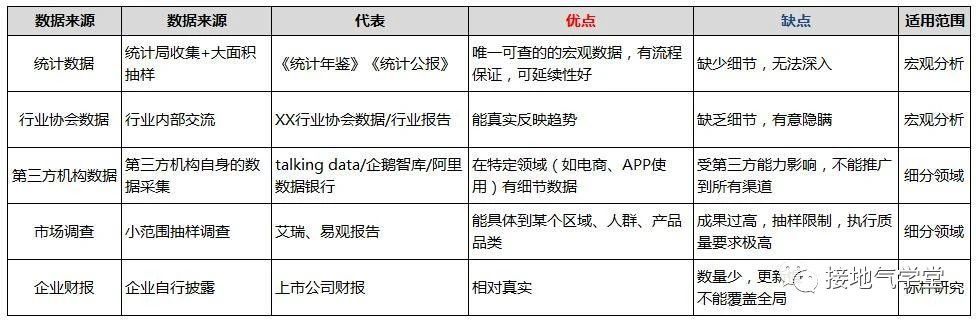 数据来源 数据来源 代表 优点 缺点 适用范围
统计数据 统计局收集+大面积 《统计年鉴》《统计公报》 唯一可查的的宏观数据，有流程 缺少细节，无法深入 宏观分析
抽样 保证，可延续性好
行业协会数据 行业内部交流 XX行业协会数据/行业报告 能真实反映趋势 缺乏细节，有意隐瞒 宏观分析
第三方机构数据 第三方机构自身的数 talking data/企鹅智库/阿里 在特定领域（如电商、APP使 受第三方能力影响，不能推广 细分领域
据采集 数据银行 用）有细节数据 到所有渠道
市场调查 小范围抽样调查 艾瑞、易观报告 能具体到某个区域、人群、产品 成果过高，抽样限制，执行质 细分领域
品类 量要求极高
企业财报 企业自行披露 上市公司财报 相对真实 数量少，更新 研究
不能覆盖全局
接地气学堂